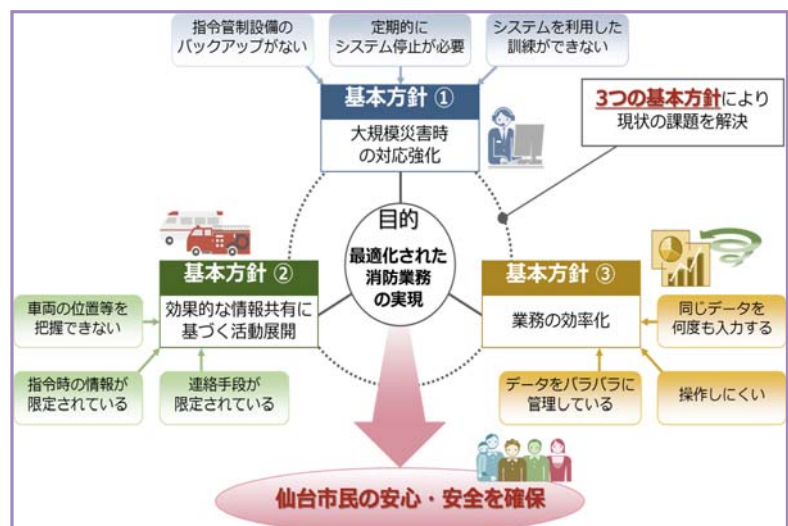 指令管制設備の
バックアップがない
定期的に
システム停止が必要
システムを利用した
訓練ができない
基本方針 ①
大規模災害時
の対応強化
3つの基本方針により
現状の課題を解決
目的
最適化された
消防業務
の実現
基本方針 ②
効果的な情報共有に
基づく活動展開
基本方針 ③
業務の効率化
車両の位置等を
把握できない
指令時の情報が
限定されている
連絡手段が
限定されている
同じデータを
何度も入力する
データをバラバラに
管理している
操作しにくい
仙台市民の安心・安全を確保